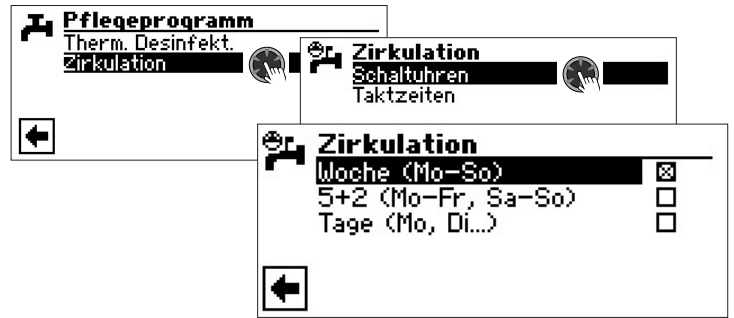 Pflegeprogramm
Therm. Desinfekt.
Zirkulation
Zirkulation
Schaltuhren
Taktzeiten
Zirkulation
Woche (Mo-So)
5+2 (Mo-Fr, Sa-So)
Tage (Mo, Di...)